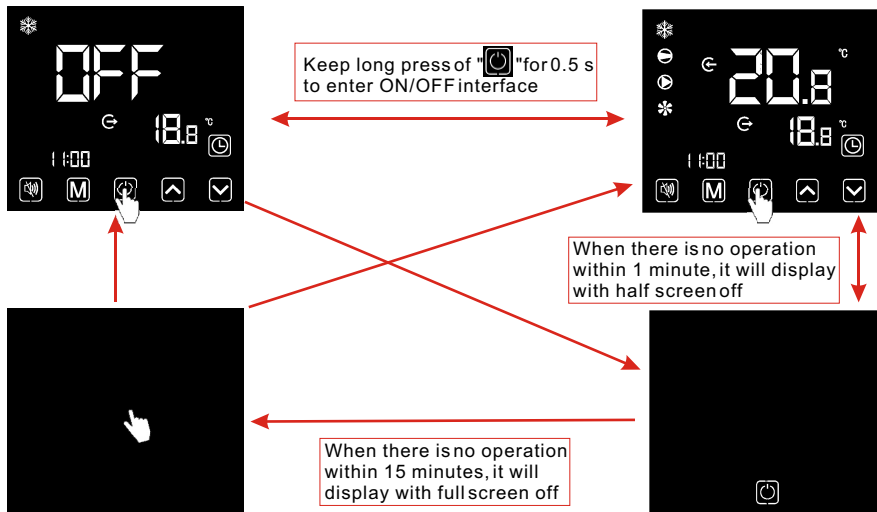 OFF
18.8 °C
11:00
M
Keep long press of " " for 0.5 s
to enter ON/OFF interface
20.8 °C
18.8 °C
11:00
M
When there is no operation
within 1 minute, it will display
with half screen off
When there is no operation
within 15 minutes, it will
display with full screen off